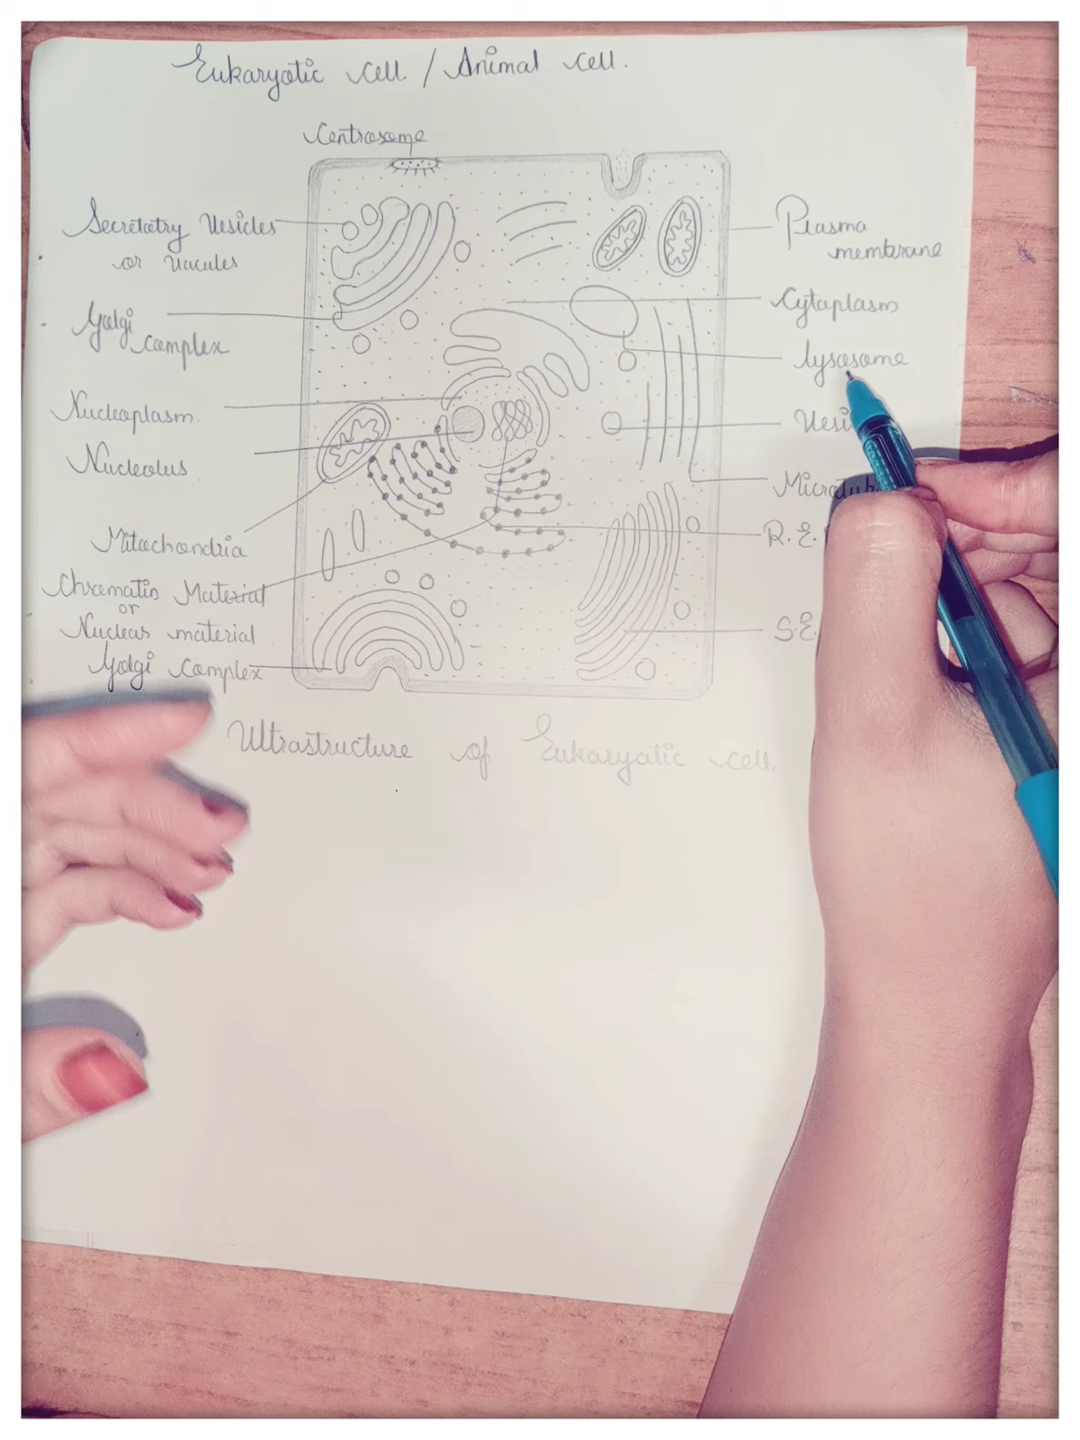 Eukaryotic cell / Animal cell.
Centrosome
Secretatry Vesicles
or Vacules
Golgi
complex
Nucleoplasm.
Nucleolus
Mitochondria
Chromatin Material
or
Nuclear material
Golgi complex
Plasma
membrane
Cytoplasm
Lysosome
R.E.
S.E.
Ultrastructure of Eukaryotic cell.